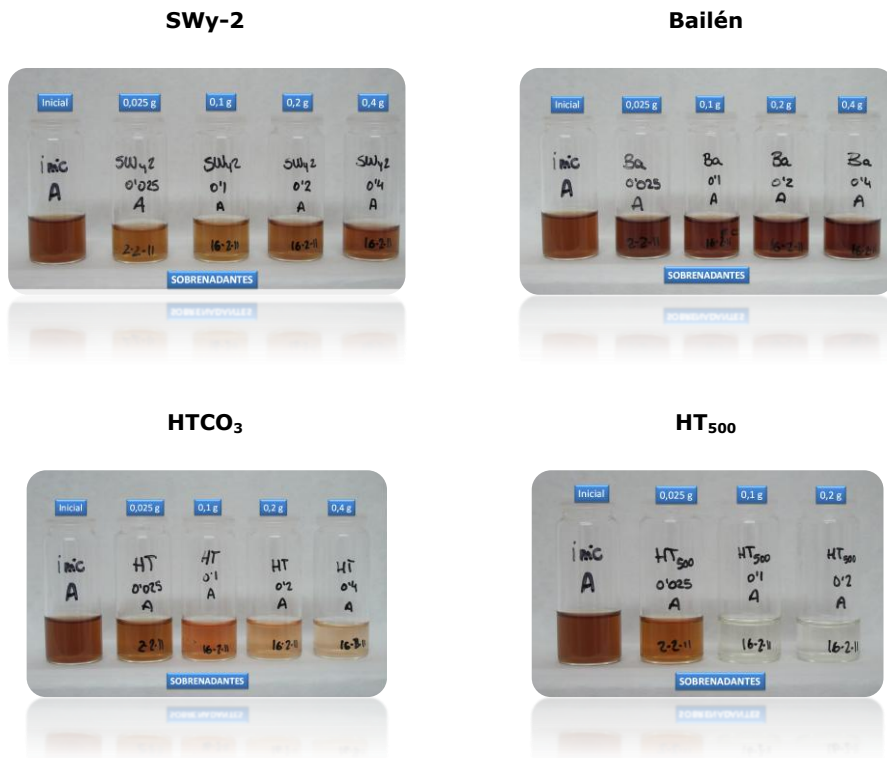 SWy-2
Inicial 0,025 g 0,1 g 0,2 g 0,4 g
inic SWy2 SWy2 SWy2 SWy2
A 0'025 0'1 0'2 0'4
A A A A
2-2-11 16-2-11 16-2-11 16-2-11
SOBRENADANTES
Bailén
Inicial 0,025 g 0,1 g 0,2 g 0,4 g
inic Ba Ba Ba Ba
A 0'025 0'1 0'2 0'4
A A A A
2-2-11 16-2-11 16-2-11
SOBRENADANTES
HTCO₃
Inicial 0,025 g 0,1 g 0,2 g 0,4 g
inic HT HT HT HT
A 0'025 0'1 0'2 0'4
A A A A
2-2-11 16-2-11 16-2-11 16-2-11
SOBRENADANTES
HT₅₀₀
Inicial 0,025 g 0,1 g 0,2 g
inic HT₅₀₀ HT₅₀₀ HT₅₀₀
A 0'025 0'1 0'2
A A A
2-2-11 16-2-11 16-2-11
SOBRENADANTES